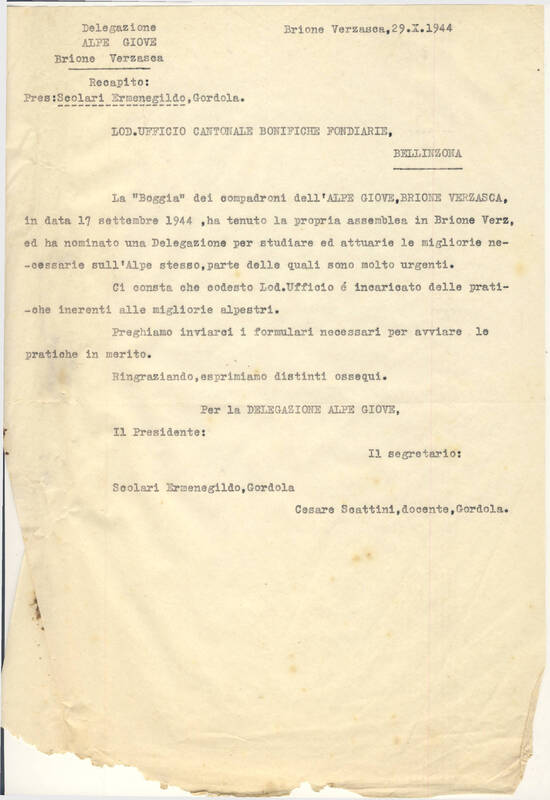 Delegazione
ALPE GIOVE
Brione Verzasca
Brione Verzasca,29.X.1944
Recapito:
Pres:Scolari Ermenegildo,Gordola.
LOD.UFFICIO CANTONALE BONIFICHE FONDIARIE,
BELLINZONA
La "Boggia" dei compadroni dell'ALPE GIOVE,BRIONE VERZASCA,
in data 17 settembre 1944 ,ha tenuto la propria assemblea in Brione Verz,
ed ha nominato una Delegazione per studiare ed attuarie le migliorie ne-
-cessarie sull'Alpe stesso,parte delle quali sono molto urgenti.
Ci consta che codesto Lod.Ufficio é incaricato delle prati-
-che inerenti alle migliorie alpestri.
Preghiamo inviarci i formulari necessari per avviare le
pratiche in merito.
Ringraziando,esprimiamo distinti ossequi.
Per la DELEGAZIONE ALPE GIOVE,
Il Presidente:
Il segretario:
Scolari Ermenegildo,Gordola
Cesare Scattini,docente,Gordola.